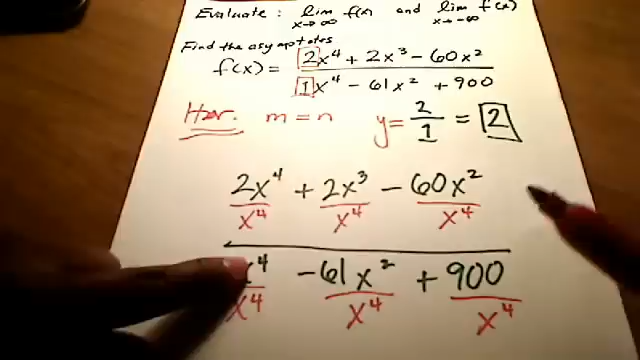 Evaluate: lim x→∞ f(x) and lim x→-∞ f(x)
Find the asymptotes
f(x) = (2x⁴ + 2x³ - 60x²) / (1x⁴ - 61x² + 900)
Hor. m = n y = 2/1 = 2
2x⁴/x⁴ + 2x³/x⁴ - 60x²/x⁴
x⁴/x⁴ - 61x²/x⁴ + 900/x⁴